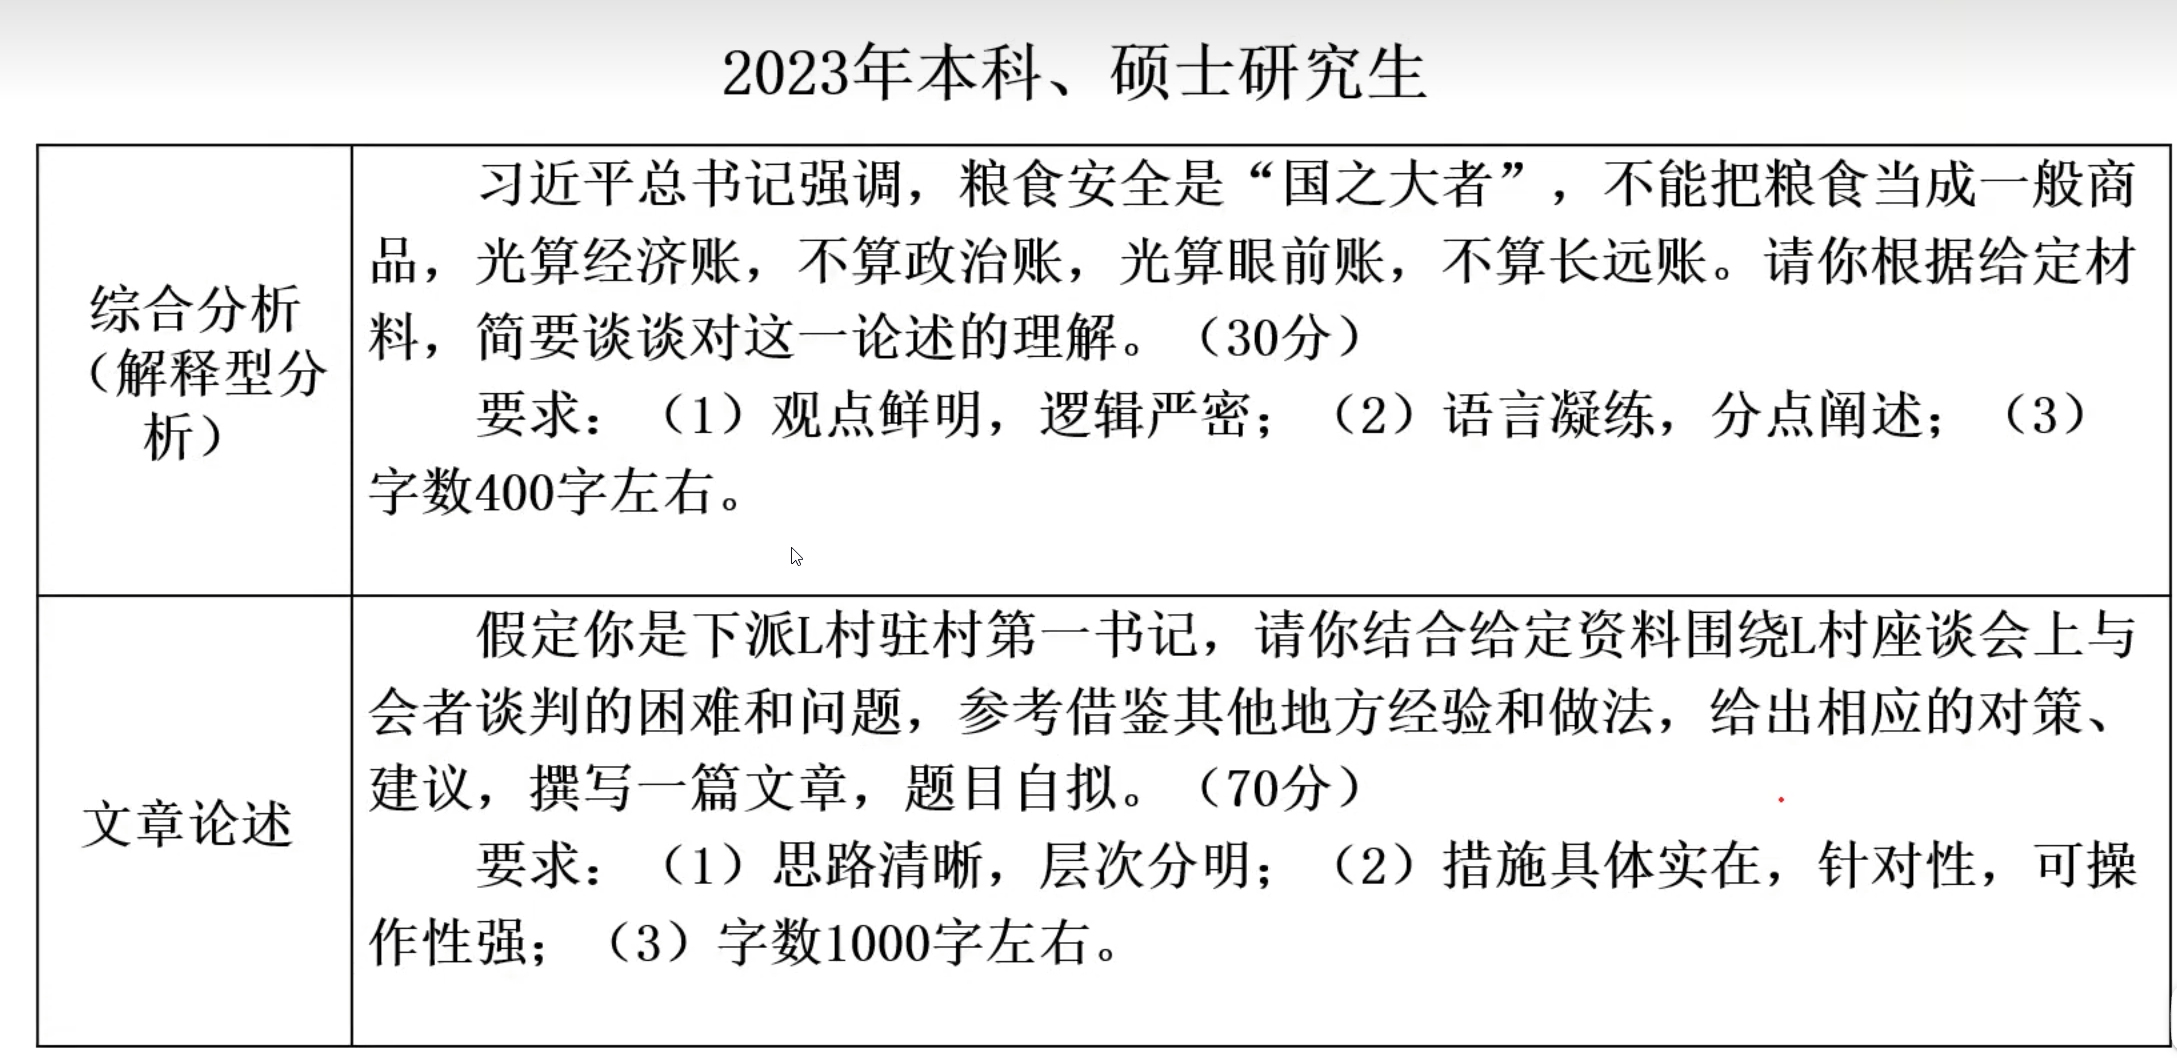 2023年本科、硕士研究生
综合分析
（解释型分
析）
习近平总书记强调，粮食安全是“国之大者”，不能把粮食当成一般商
品，光算经济账，不算政治账，光算眼前账，不算长远账。请你根据给定材
料，简要谈谈对这一论述的理解。（30分）
要求：（1）观点鲜明，逻辑严密；（2）语言凝练，分点阐述；（3）
字数400字左右。
文章论述
假定你是下派L村驻村第一书记，请你结合给定资料围绕L村座谈会上与
会者谈判的困难和问题，参考借鉴其他地方经验和做法，给出相应的对策、
建议，撰写一篇文章，题目自拟。（70分）
要求：（1）思路清晰，层次分明；（2）措施具体实在，针对性，可操
作性强；（3）字数1000字左右。